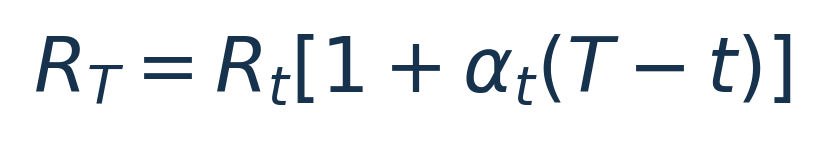 R_T = R_t[1 + α_t(T − t)]